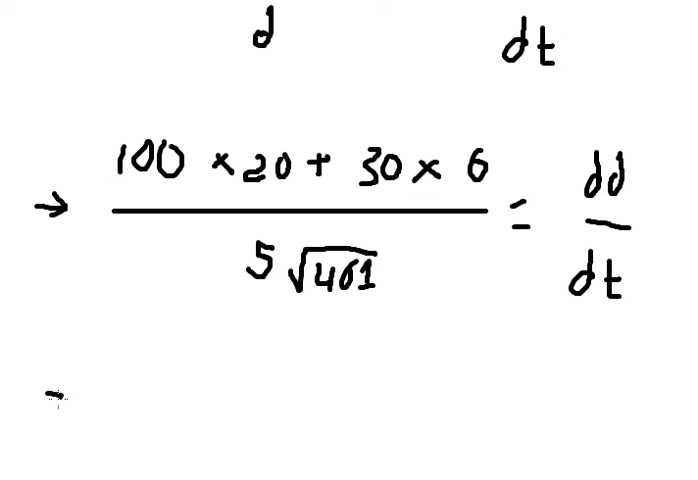 d dt
→ (100 × 20 + 30 × 6) / (5 √461) = dd / dt